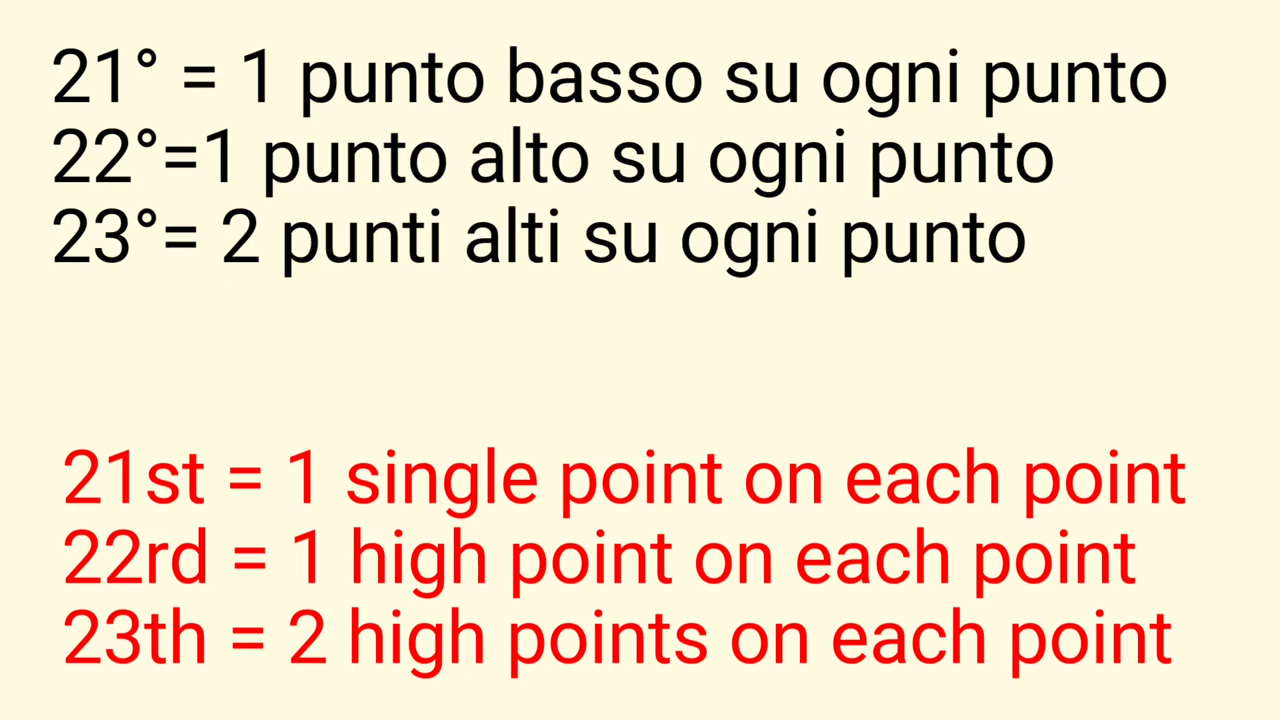 21° = 1 punto basso su ogni punto
22°=1 punto alto su ogni punto
23°= 2 punti alti su ogni punto
21st = 1 single point on each point
22rd = 1 high point on each point
23th = 2 high points on each point